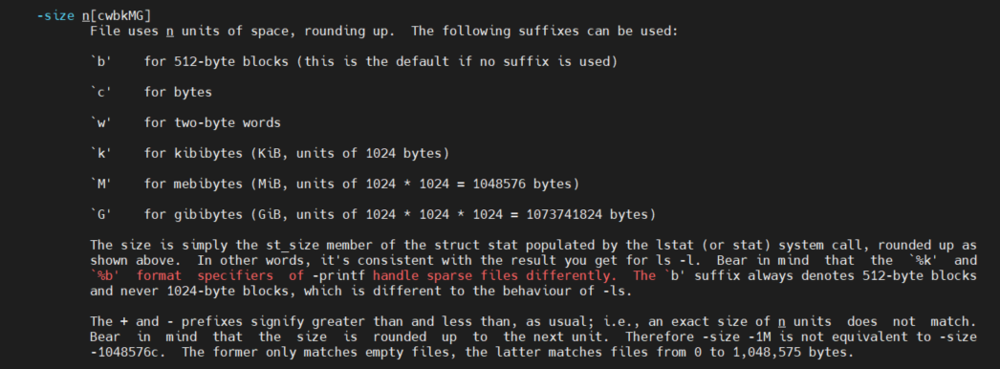 -size n[cwbkMG]
File uses n units of space, rounding up.  The following suffixes can be used:
`b'    for 512-byte blocks (this is the default if no suffix is used)
`c'    for bytes
`w'    for two-byte words
`k'    for kibibytes (KiB, units of 1024 bytes)
`M'    for mebibytes (MiB, units of 1024 * 1024 = 1048576 bytes)
`G'    for gibibytes (GiB, units of 1024 * 1024 * 1024 = 1073741824 bytes)
The size is simply the st_size member of the struct stat populated by the lstat (or stat) system call, rounded up as
shown above.  In other words, it's consistent with the result you get for ls -l.  Bear in mind  that  the  `%k'  and
`%b'  format  specifiers  of -printf handle sparse files differently.  The `b' suffix always denotes 512-byte blocks
and never 1024-byte blocks, which is different to the behaviour of -ls.
The + and - prefixes signify greater than and less than, as usual; i.e., an exact size of n units  does  not  match.
Bear  in  mind  that  the  size  is  rounded  up  to  the next unit.  Therefore -size -1M is not equivalent to -size
-1048576c.  The former only matches empty files, the latter matches files from 0 to 1,048,575 bytes.